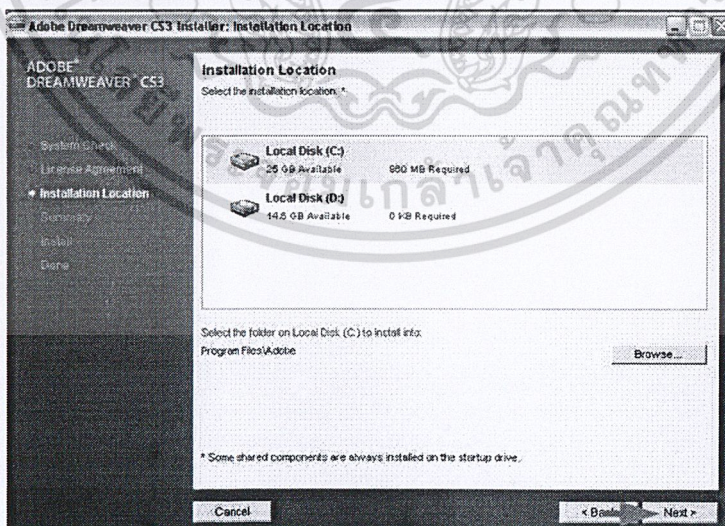 Adobe Dreamweaver CS3 Installer: Installation Location
ADOBE®
DREAMWEAVER® CS3
System Check
License Agreement
Installation Location
Summary
Install
Done
Installation Location
Select the installation location: *
Local Disk (C:)
25 GB Available 860 MB Required
Local Disk (D:)
14.5 GB Available 0 KB Required
Select the folder on Local Disk (C:) to install into:
Program Files\Adobe
Browse...
* Some shared components are always installed on the startup drive.
Cancel
< Back
Next >